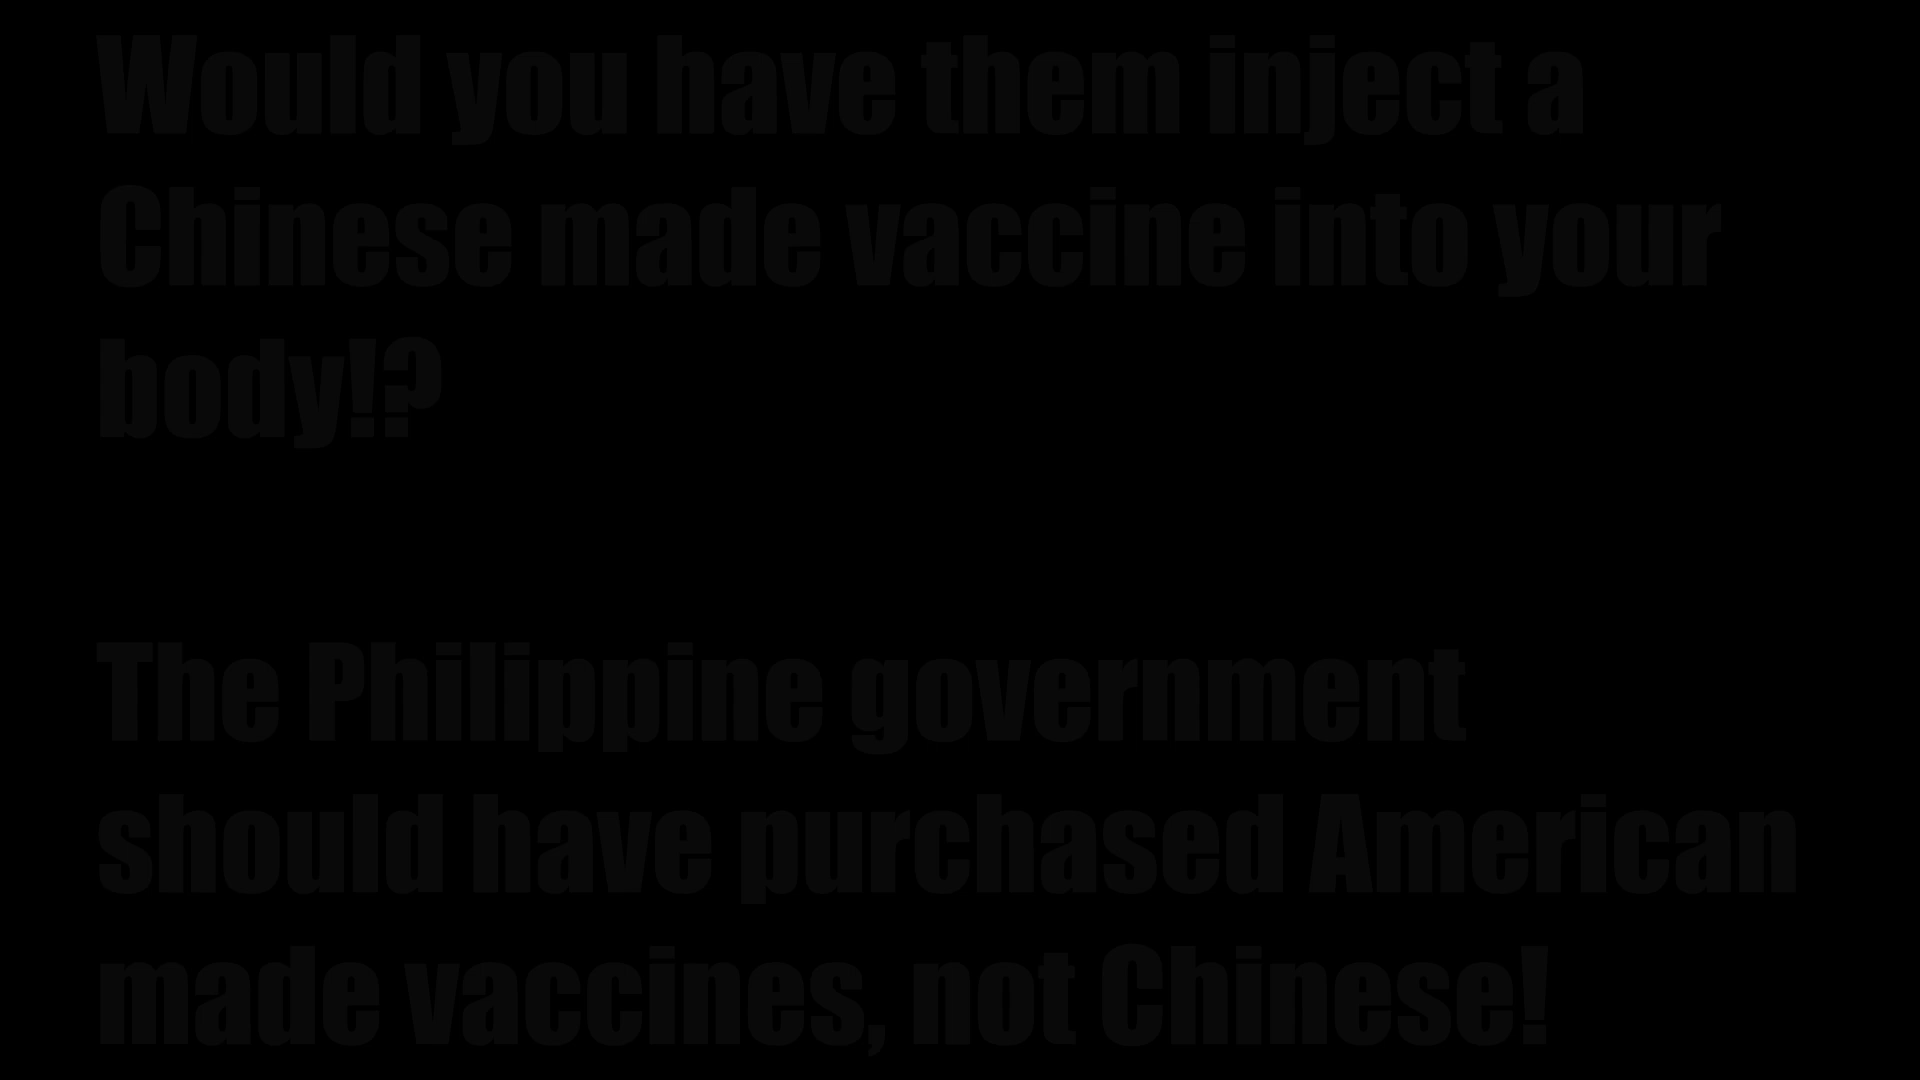 Would you have them inject a
Chinese made vaccine into your
body!?
The Philippine government
should have purchased American
made vaccines, not Chinese!